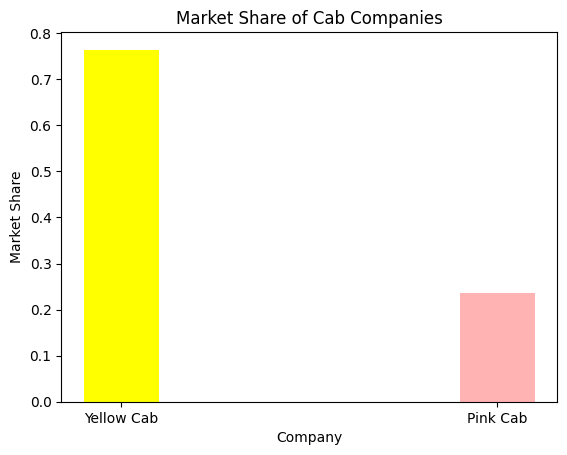 Market Share of Cab Companies
Market Share
0.8
0.7
0.6
0.5
0.4
0.3
0.2
0.1
0.0
Yellow Cab
Pink Cab
Company